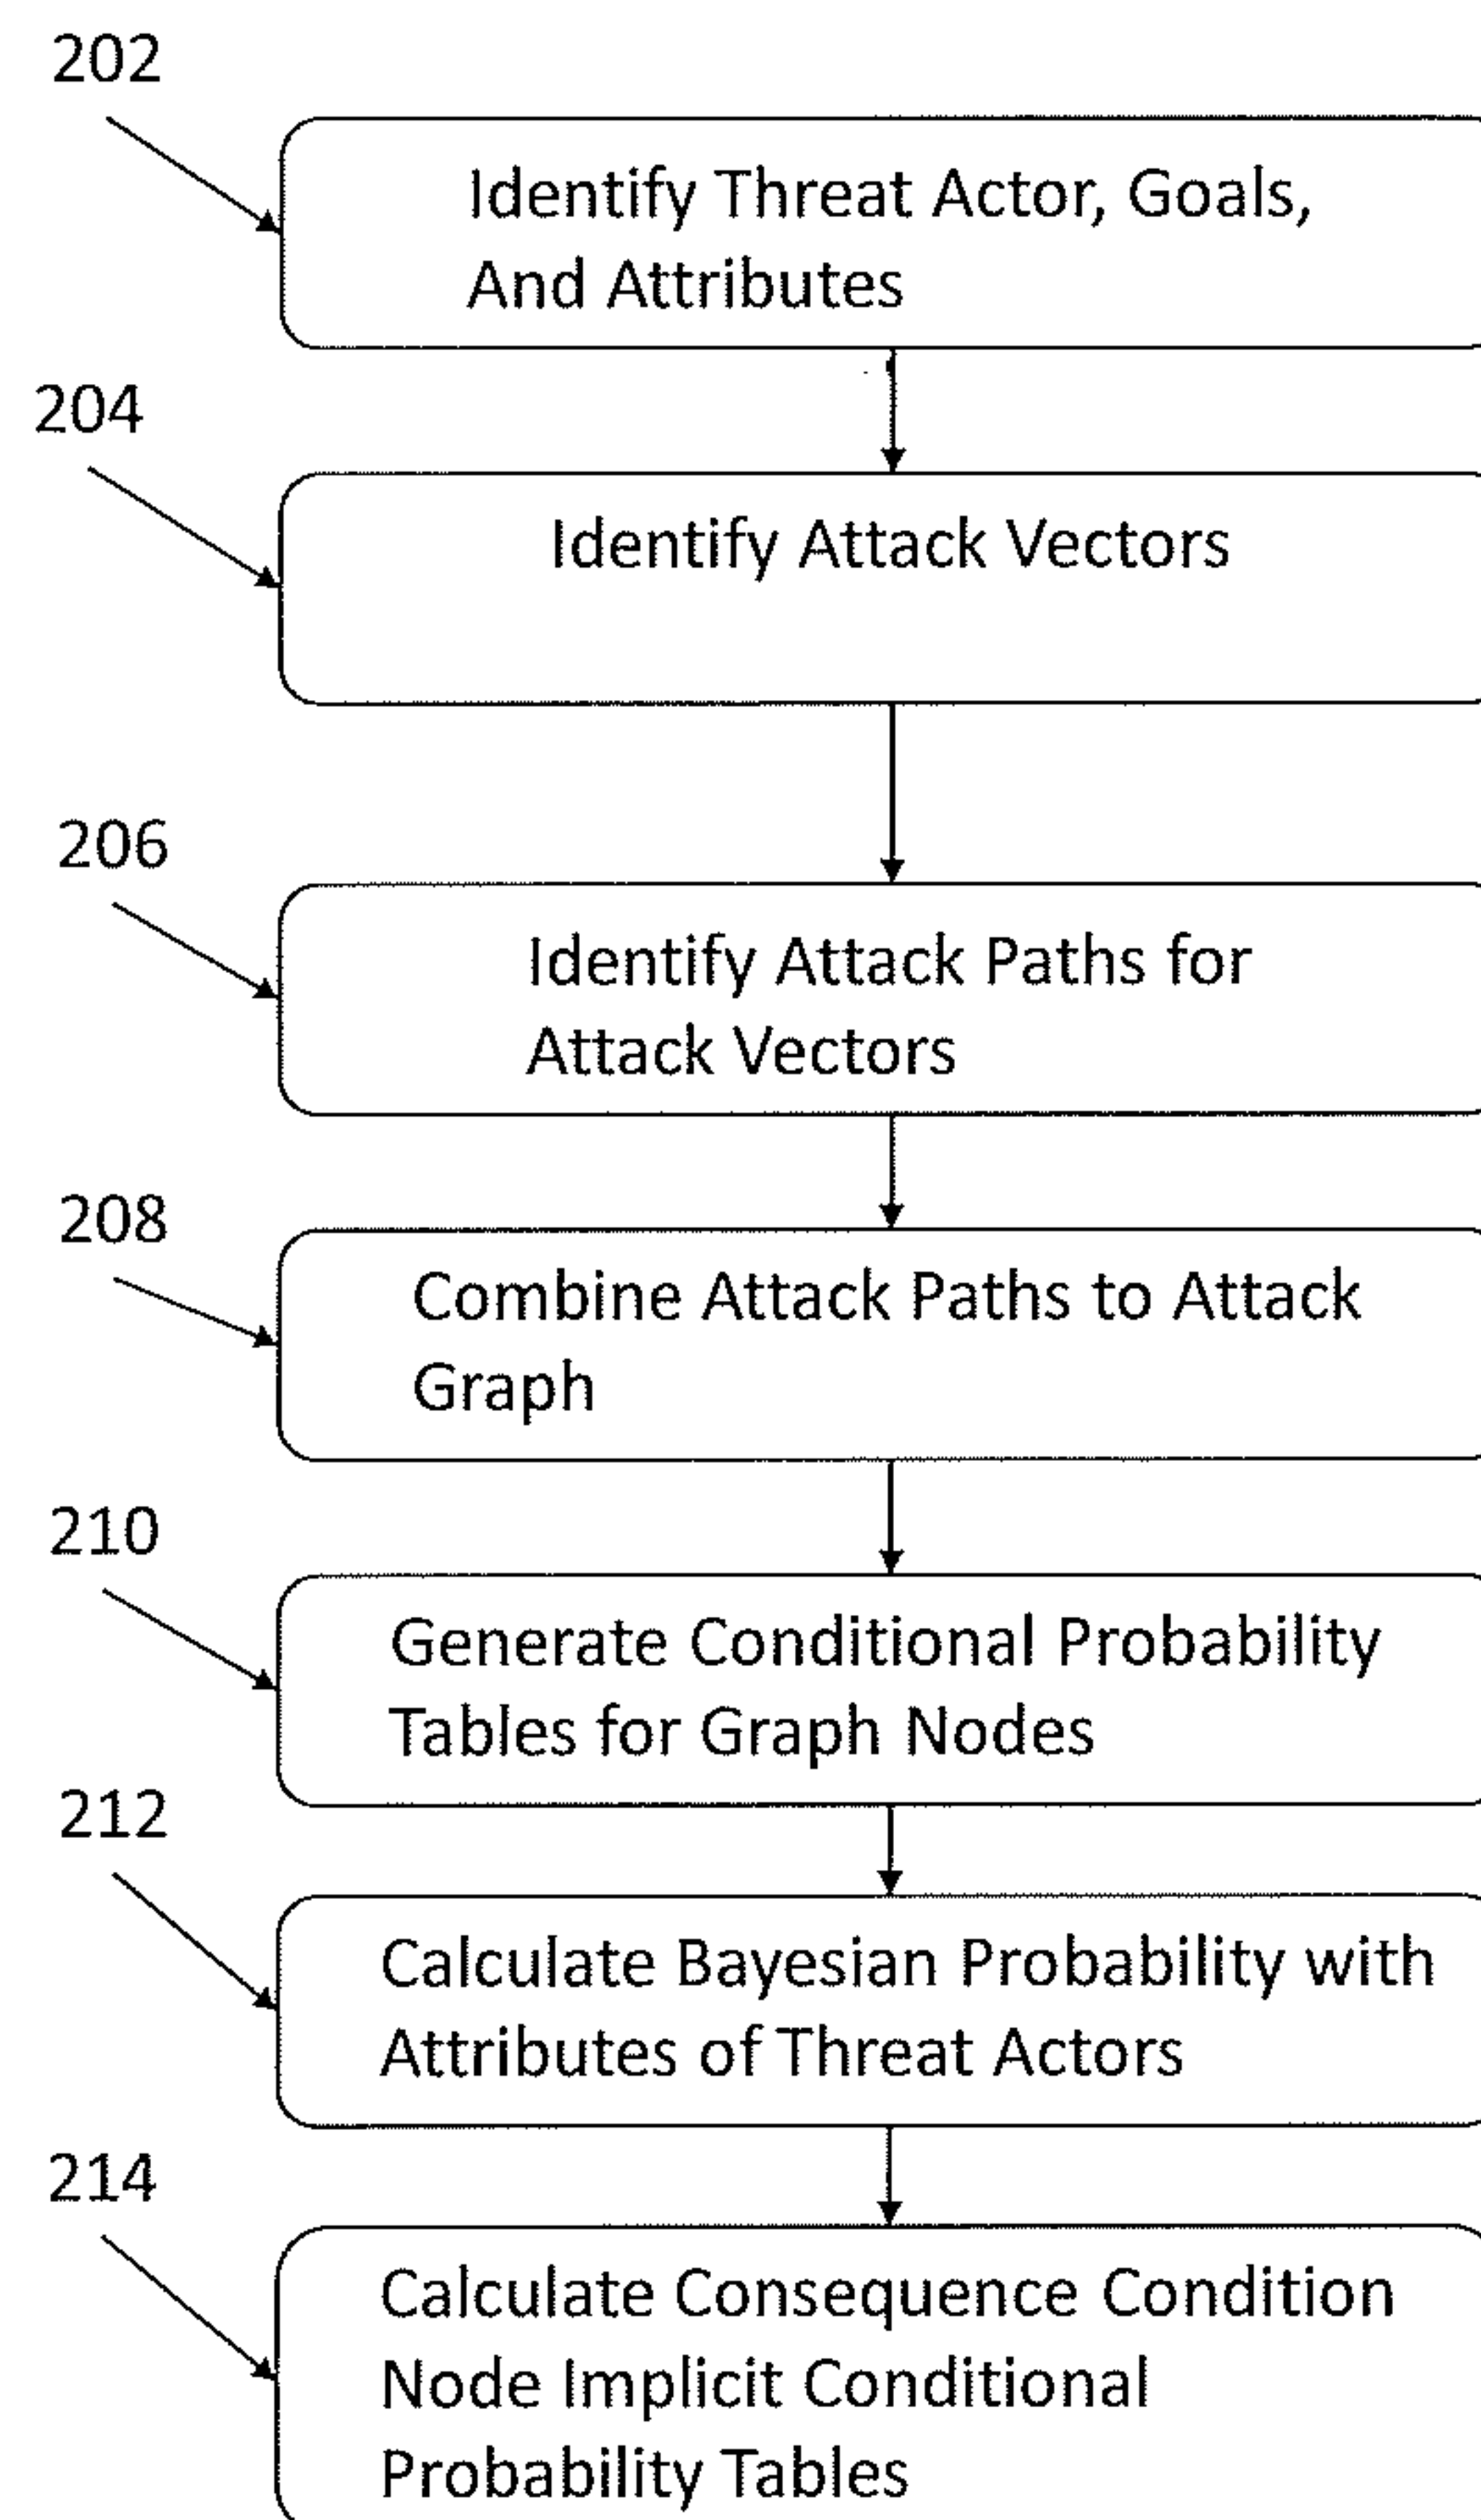 202
Identify Threat Actor, Goals,
And Attributes
204
Identify Attack Vectors
206
Identify Attack Paths for
Attack Vectors
208
Combine Attack Paths to Attack
Graph
210
Generate Conditional Probability
Tables for Graph Nodes
212
Calculate Bayesian Probability with
Attributes of Threat Actors
214
Calculate Consequence Condition
Node Implicit Conditional
Probability Tables